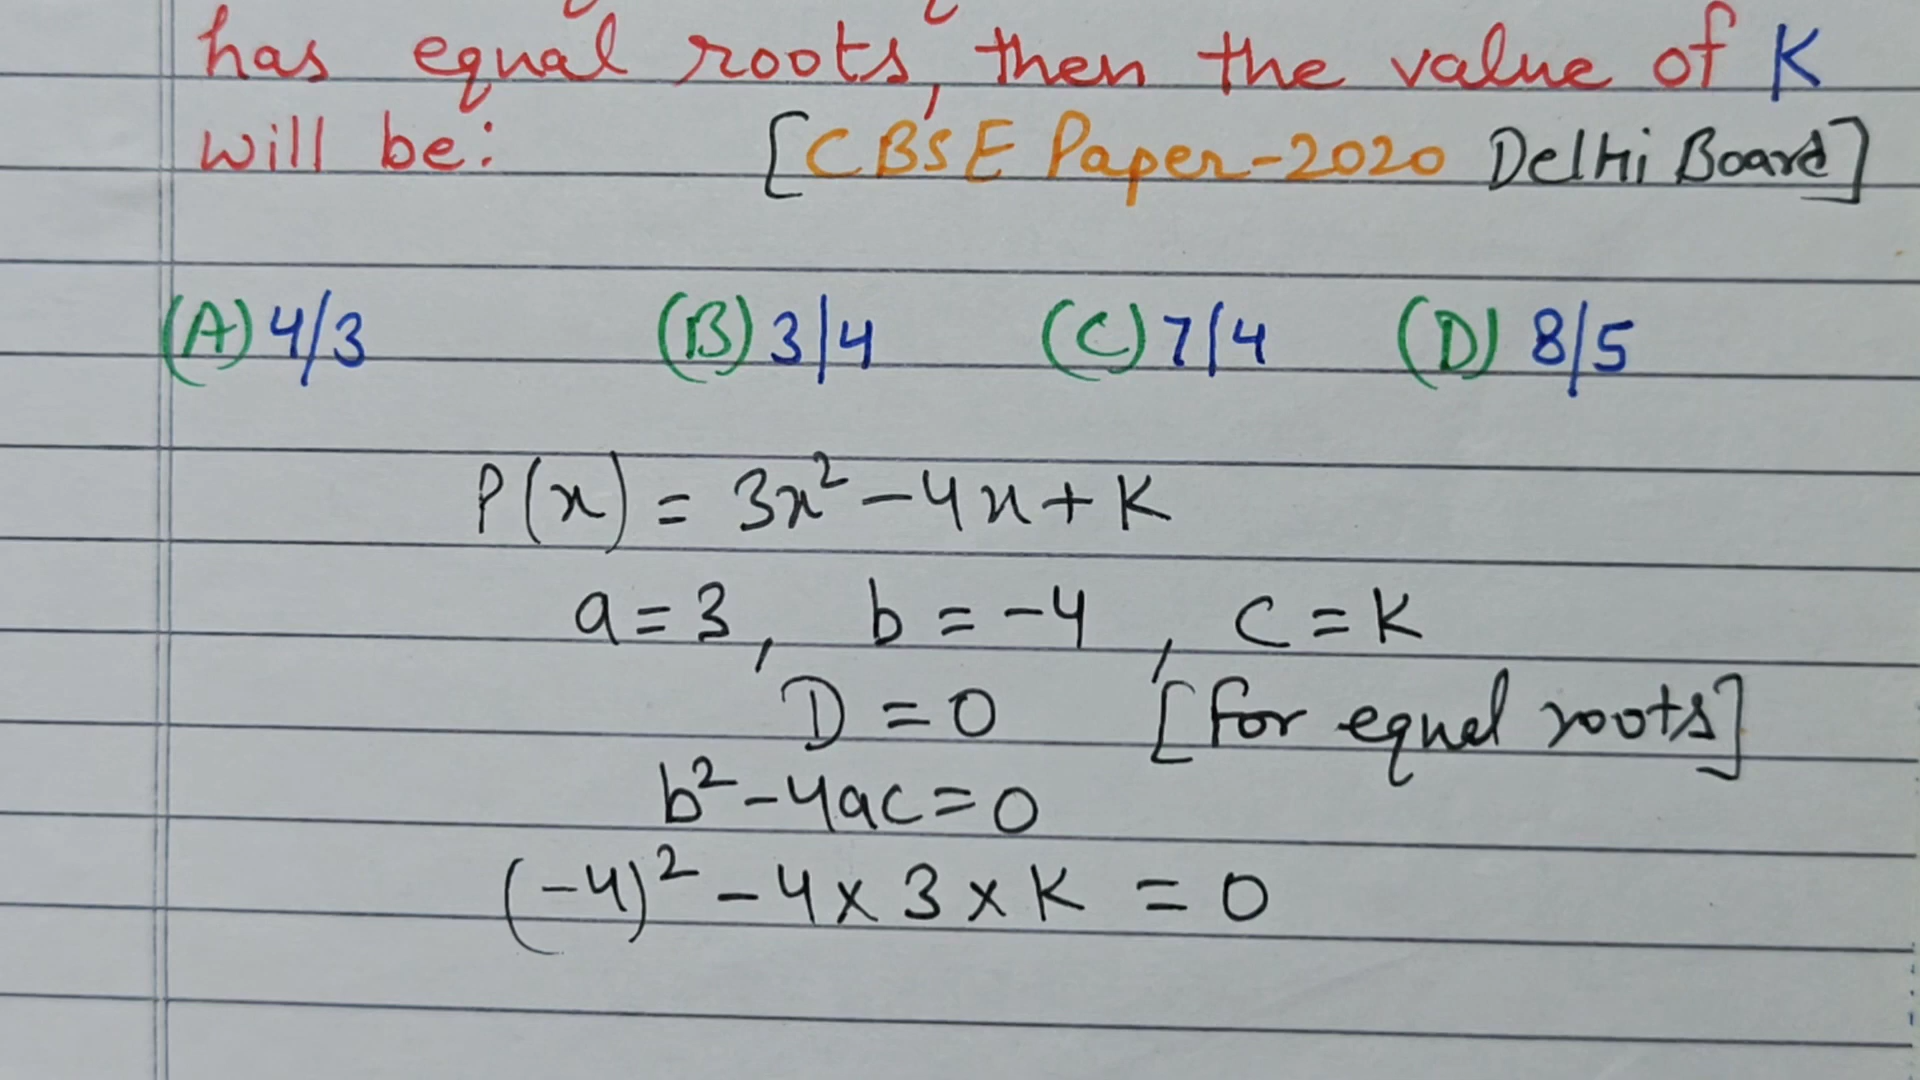 has equal roots, then the value of K
will be: [CBSE Paper-2020 Delhi Board]
(A) 4/3 (B) 3/4 (C) 7/4 (D) 8/5
P(x) = 3x² - 4x + K
a = 3, b = -4, c = K
D = 0 [for equal roots]
b² - 4ac = 0
(-4)² - 4 × 3 × K = 0